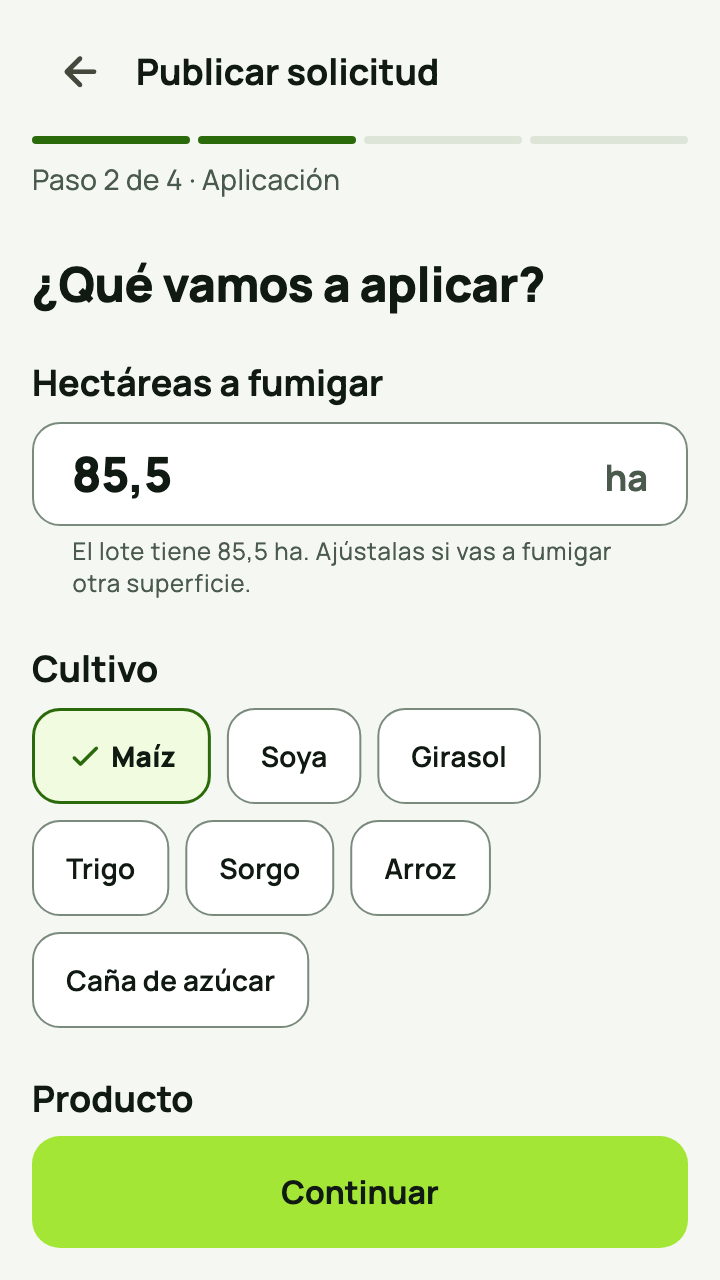 Publicar solicitud
Paso 2 de 4 · Aplicación
¿Qué vamos a aplicar?
Hectáreas a fumigar
85,5 ha
El lote tiene 85,5 ha. Ajústalas si vas a fumigar
otra superficie.
Cultivo
Maíz Soya Girasol
Trigo Sorgo Arroz
Caña de azúcar
Producto
Continuar